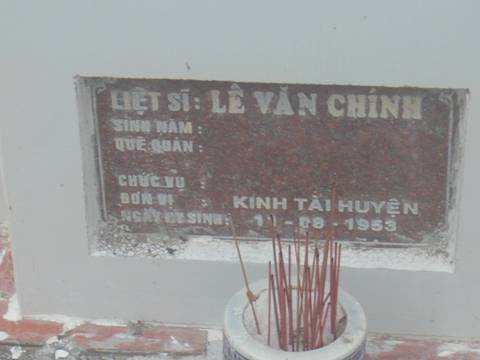 LIỆT SĨ: LÊ VĂN CHÍNH
SINH NĂM :
QUÊ QUÁN :
CHỨC VỤ :
ĐƠN VỊ : KINH TÀI HUYỆN
NGÀY HY SINH: 11-08-1953